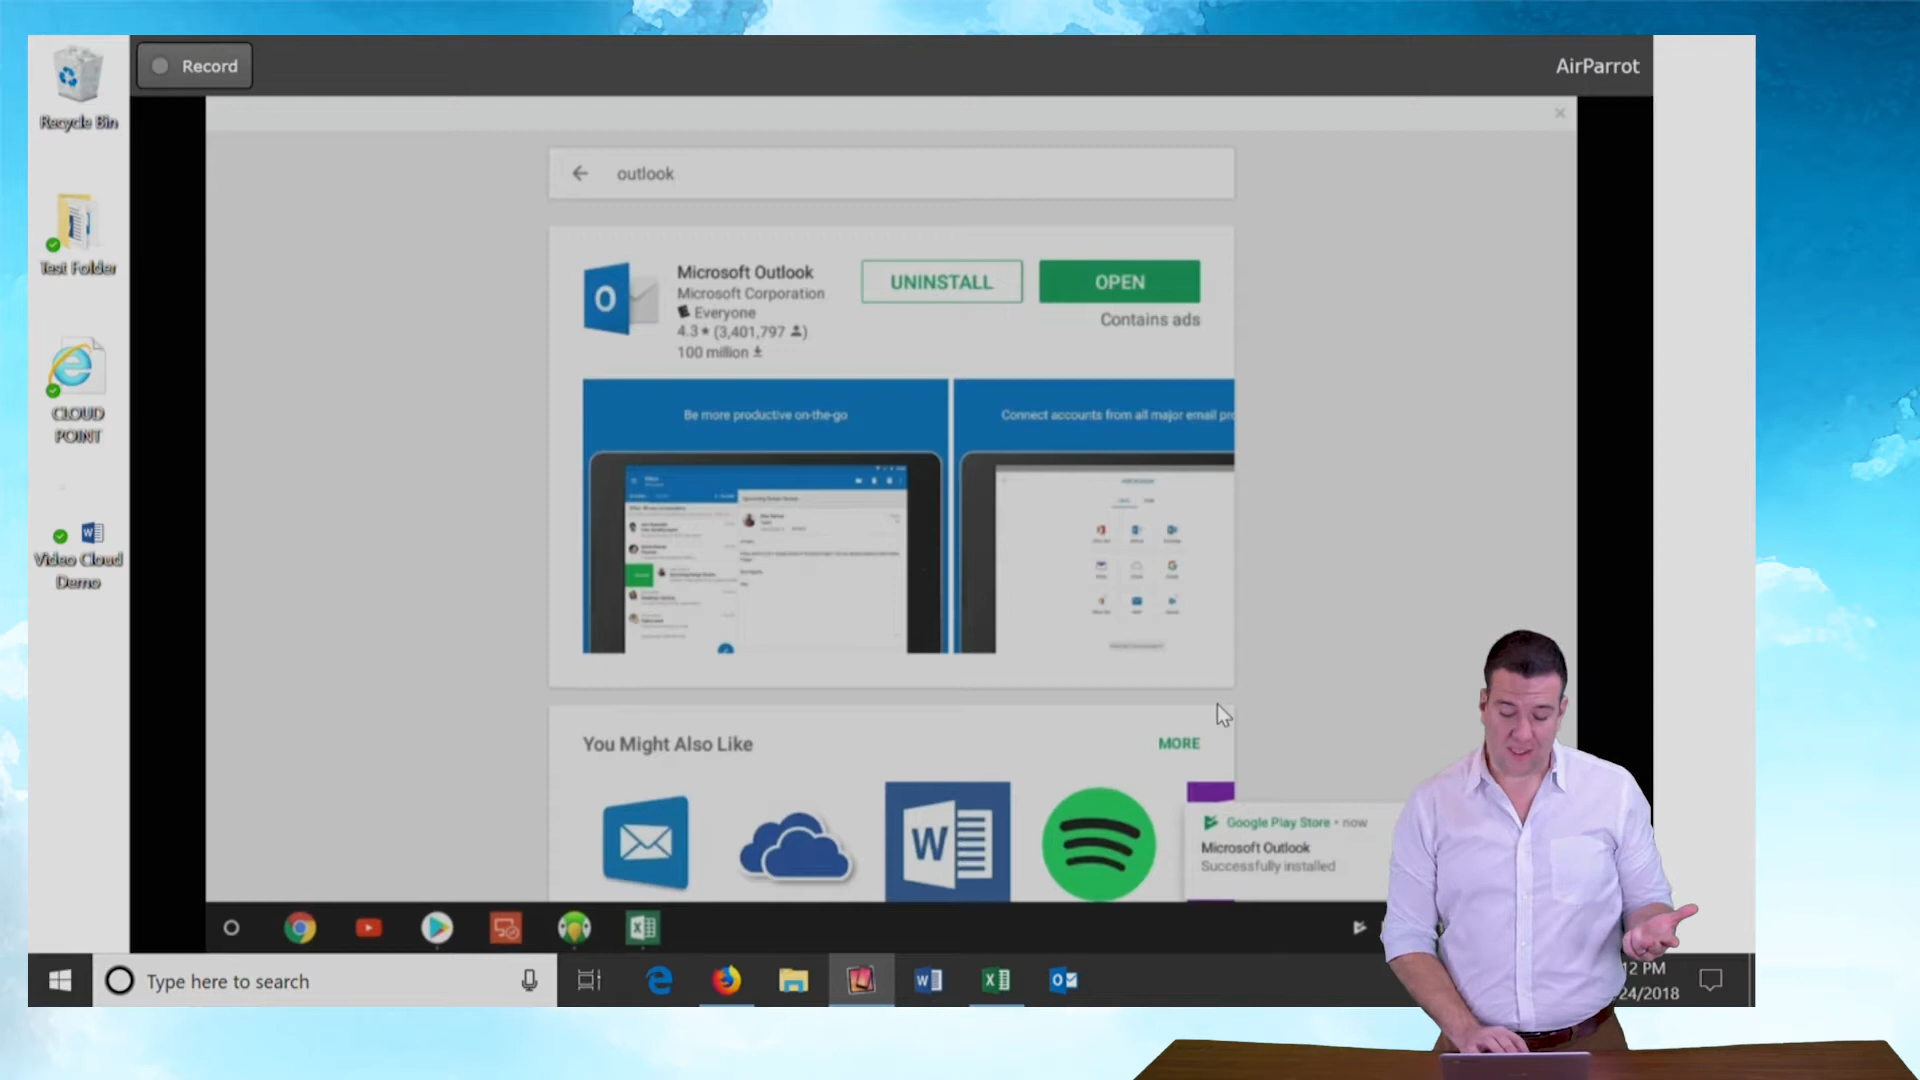 Record
AirParrot
Recycle Bin
outlook
Test Folder
Microsoft Outlook
Microsoft Corporation
Everyone
4.3 (3,401,797
100 million
UNINSTALL
OPEN
Contains ads
CLOUD
POINT
Be more productive on-the-go
Connect accounts from all major email pro
Video Cloud
Demo
You Might Also Like
MORE
Google Play Store • now
Microsoft Outlook
Successfully installed
Type here to search
12 PM
24/2018